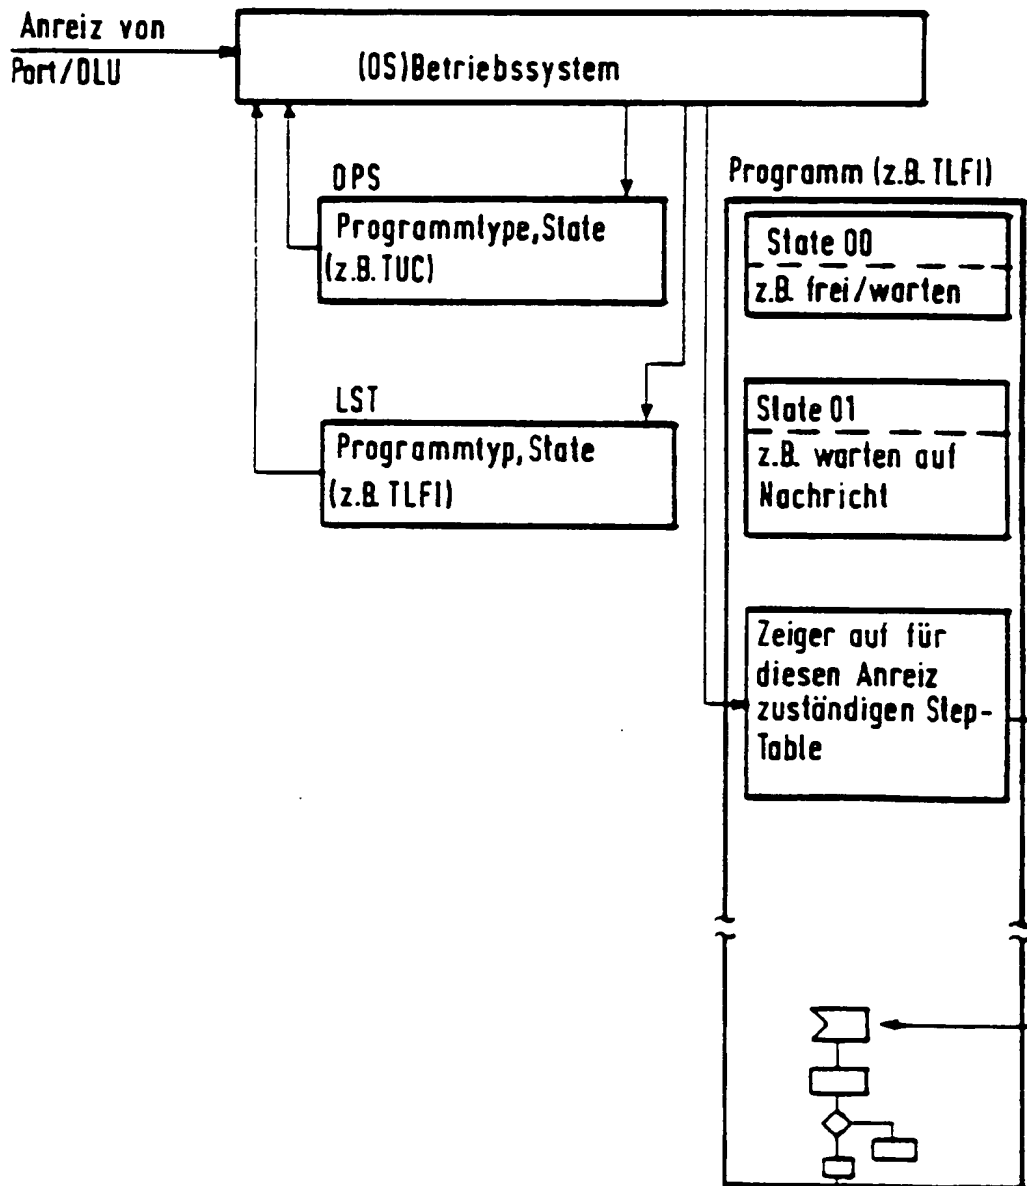 Anreiz von
Port/DLU
(OS)Betriebssystem
OPS
Programmtype,State
(z.B. TUC)
LST
Programmtyp,State
(z.B. TLFI)
Programm (z.B. TLFI)
State 00
z.B. frei/warten
State 01
z.B. warten auf
Nachricht
Zeiger auf für
diesen Anreiz
zuständigen Step-
Table